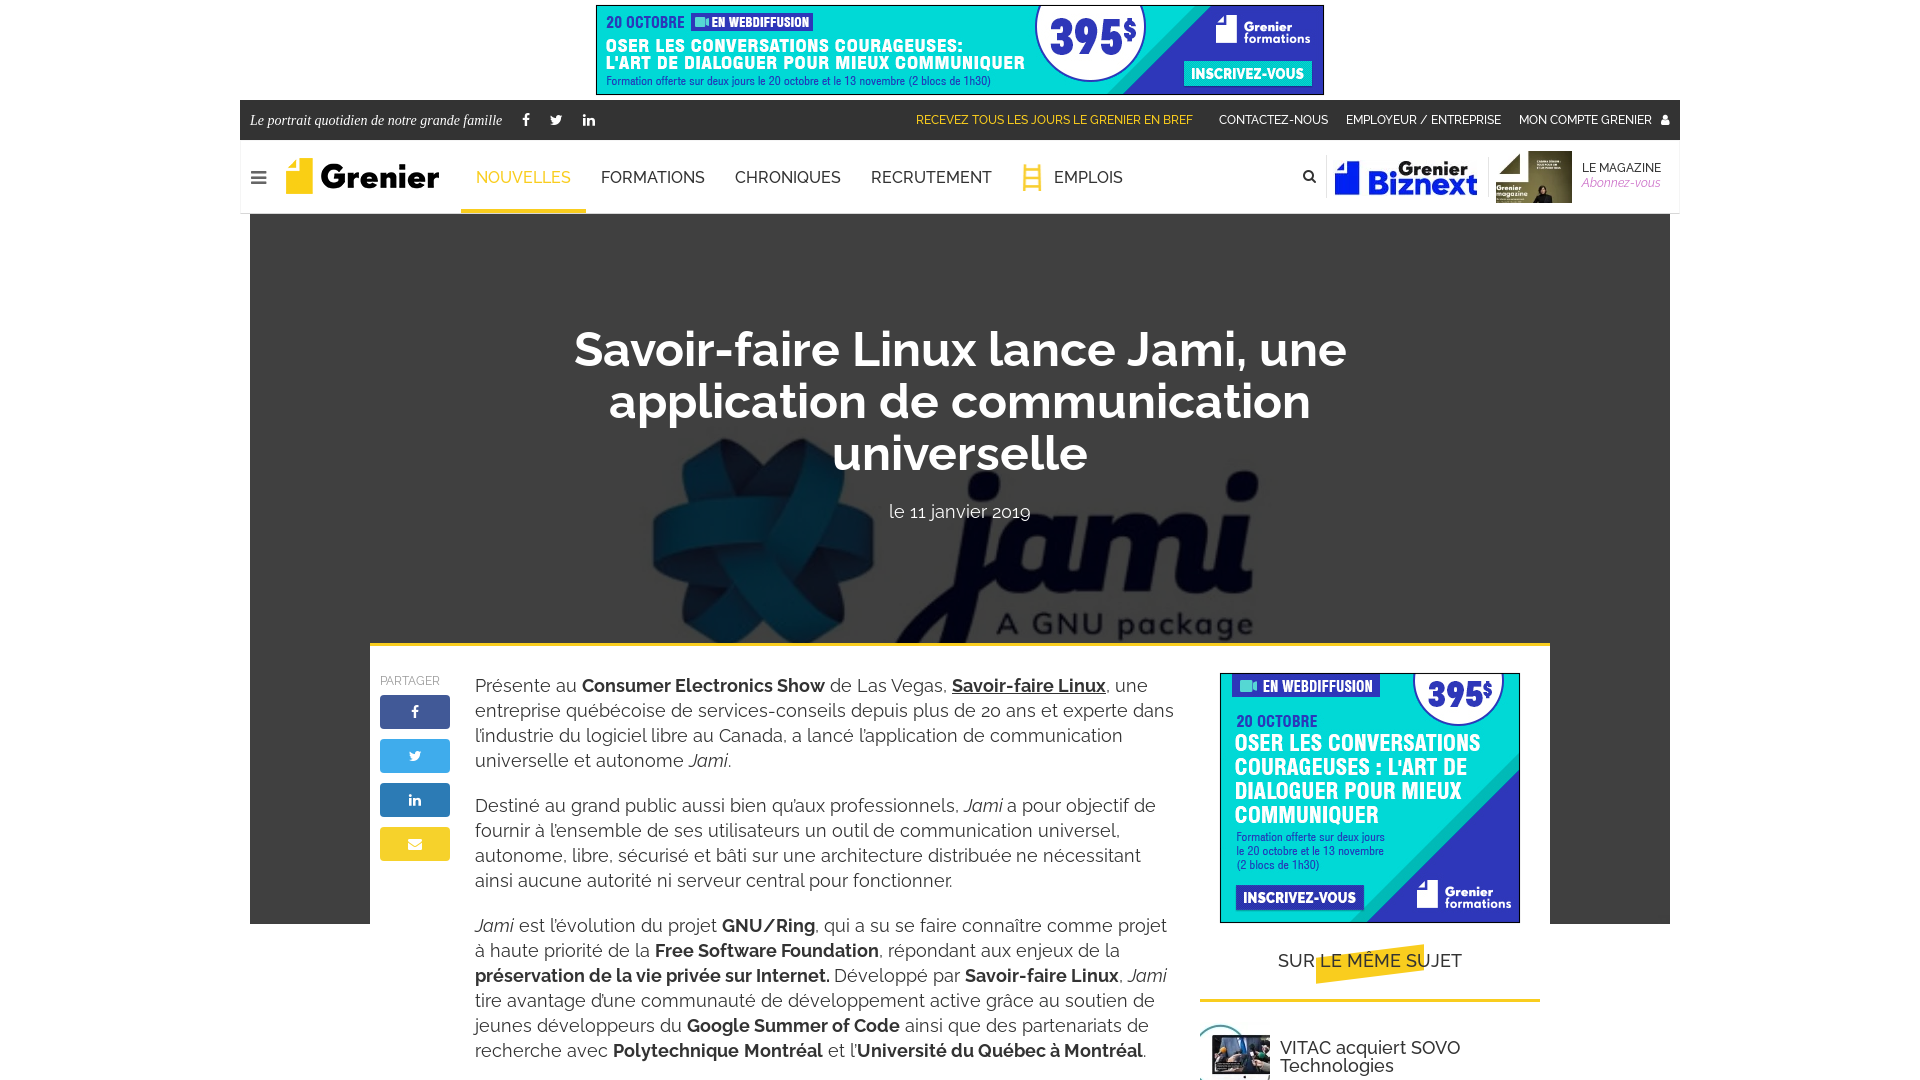 20 OCTOBRE EN WEBDIFFUSION
OSER LES CONVERSATIONS COURAGEUSES:
L'ART DE DIALOGUER POUR MIEUX COMMUNIQUER
Formation offerte sur deux jours le 20 octobre et le 13 novembre (2 blocs de 1h30)
395$
Grenier
formations
INSCRIVEZ-VOUS
Le portrait quotidien de notre grande famille
RECEVEZ TOUS LES JOURS LE GRENIER EN BREF
CONTACTEZ-NOUS
EMPLOYEUR / ENTREPRISE
MON COMPTE GRENIER
Grenier
NOUVELLES
FORMATIONS
CHRONIQUES
RECRUTEMENT
EMPLOIS
Grenier
Biznext
Grenier
magazine
LE MAGAZINE
Abonnez-vous
Savoir-faire Linux lance Jami, une
application de communication
universelle
le 11 janvier 2019
jami
A GNU package
PARTAGER
Présente au Consumer Electronics Show de Las Vegas, Savoir-faire Linux, une
entreprise québécoise de services-conseils depuis plus de 20 ans et experte dans
l’industrie du logiciel libre au Canada, a lancé l’application de communication
universelle et autonome Jami.
Destiné au grand public aussi bien qu’aux professionnels, Jami a pour objectif de
fournir à l’ensemble de ses utilisateurs un outil de communication universel,
autonome, libre, sécurisé et bâti sur une architecture distribuée ne nécessitant
ainsi aucune autorité ni serveur central pour fonctionner.
Jami est l’évolution du projet GNU/Ring, qui a su se faire connaître comme projet
à haute priorité de la Free Software Foundation, répondant aux enjeux de la
préservation de la vie privée sur Internet. Développé par Savoir-faire Linux, Jami
tire avantage d’une communauté de développement active grâce au soutien de
jeunes développeurs du Google Summer of Code ainsi que des partenariats de
recherche avec Polytechnique Montréal et l’Université du Québec à Montréal.
EN WEBDIFFUSION
395$
20 OCTOBRE
OSER LES CONVERSATIONS
COURAGEUSES : L'ART DE
DIALOGUER POUR MIEUX
COMMUNIQUER
Formation offerte sur deux jours
le 20 octobre et le 13 novembre
(2 blocs de 1h30)
INSCRIVEZ-VOUS
Grenier
formations
SUR LE MÊME SUJET
VITAC acquiert SOVO
Technologies